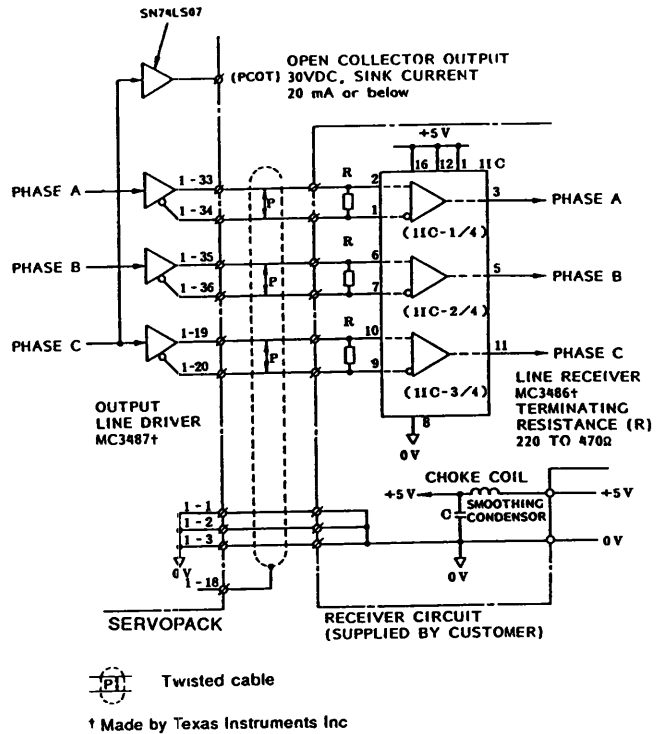 SN74LS07
(PCOT)
OPEN COLLECTOR OUTPUT
30VDC, SINK CURRENT
20 mA or below
+5V
16 12 1 1IC
PHASE A
1-33
1-34
P
R
2
1
3
PHASE A
(1IC-1/4)
PHASE B
1-35
1-36
P
R
6
7
5
PHASE B
(1IC-2/4)
PHASE C
1-19
1-20
P
R
10
9
11
PHASE C
(1IC-3/4)
8
0V
OUTPUT
LINE DRIVER
MC3487†
LINE RECEIVER
MC3486†
TERMINATING
RESISTANCE (R)
220 TO 470Ω
CHOKE COIL
+5V
SMOOTHING
CONDENSOR
C
+5V
0V
0V
1-1
1-2
1-3
0V
1-18
SERVOPACK
RECEIVER CIRCUIT
(SUPPLIED BY CUSTOMER)
P
Twisted cable
† Made by Texas Instruments Inc